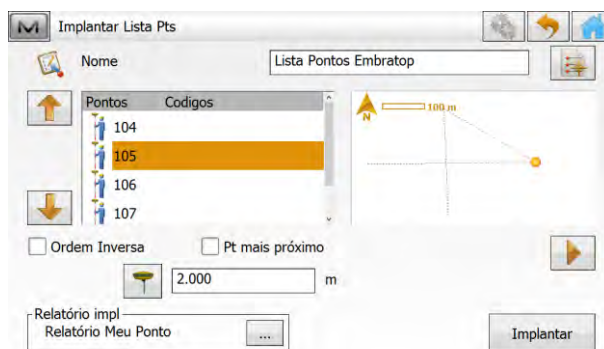 Implantar Lista Pts
Nome
Lista Pontos Embratop
Pontos Codigos
104
105
106
107
100 m
N
Ordem Inversa
Pt mais próximo
2.000 m
Relatório impl
Relatório Meu Ponto ...
Implantar